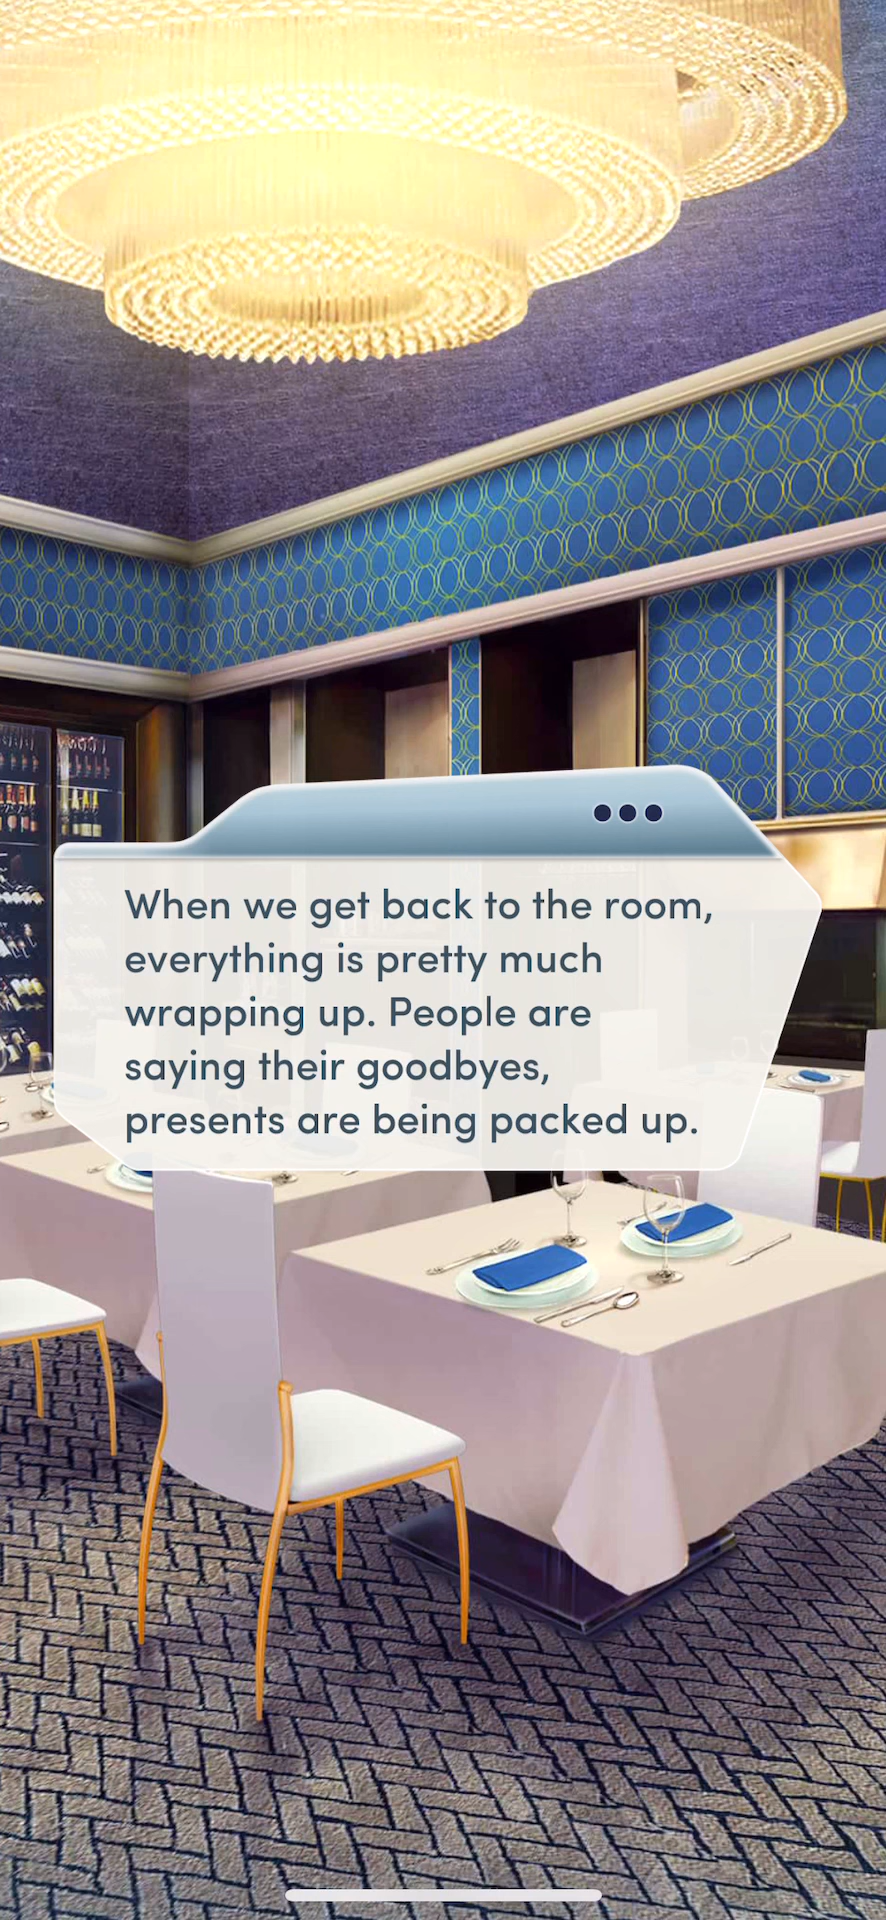 When we get back to the room,
everything is pretty much
wrapping up. People are
saying their goodbyes,
presents are being packed up.